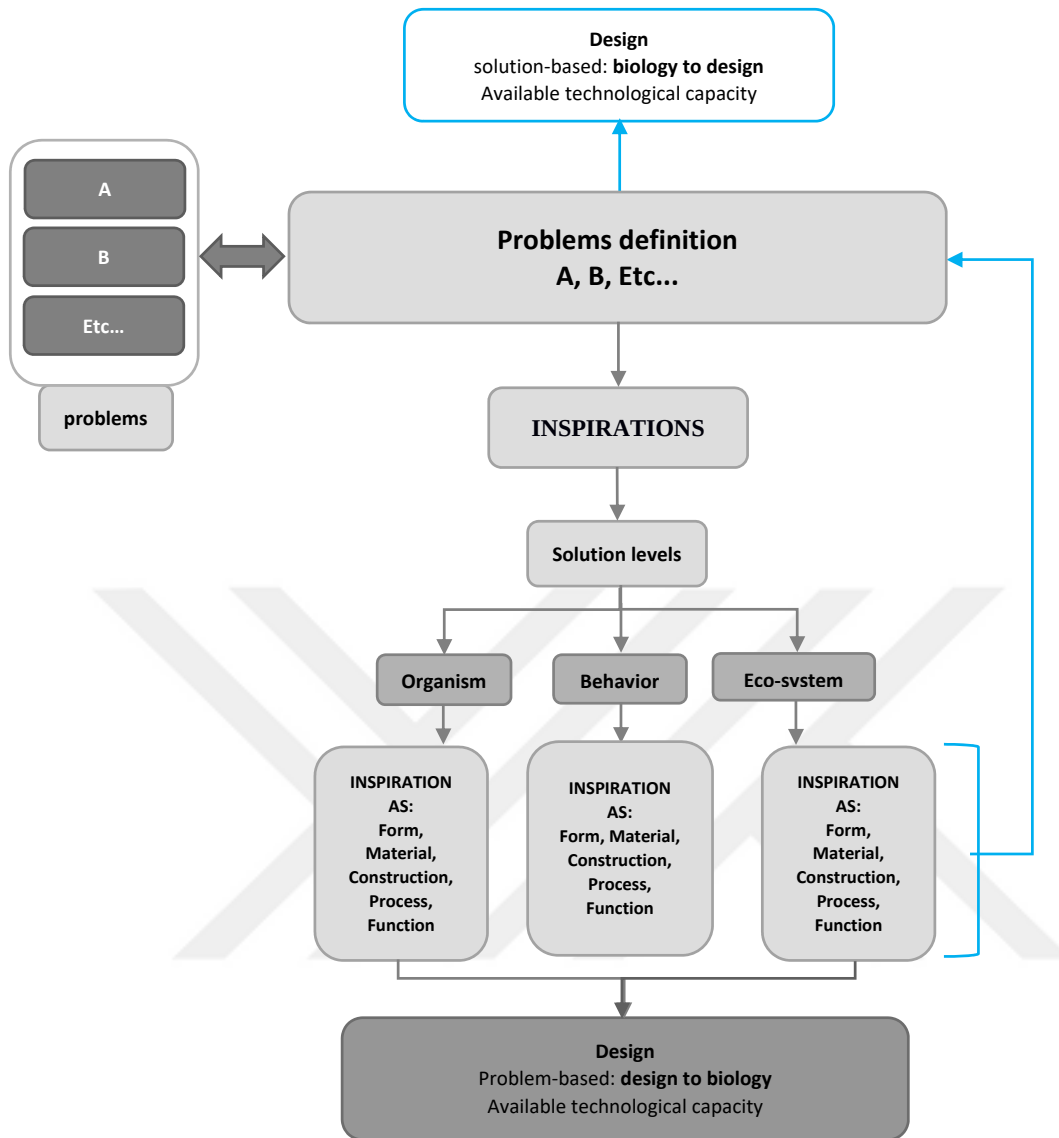 Design
solution-based: biology to design
Available technological capacity
A
B
Etc...
problems
Problems definition
A, B, Etc...
INSPIRATIONS
Solution levels
Organism
Behavior
Eco-svstem
INSPIRATION
AS:
Form,
Material,
Construction,
Process,
Function
INSPIRATION
AS:
Form, Material,
Construction,
Process,
Function
INSPIRATION
AS:
Form,
Material,
Construction,
Process,
Function
Design
Problem-based: design to biology
Available technological capacity